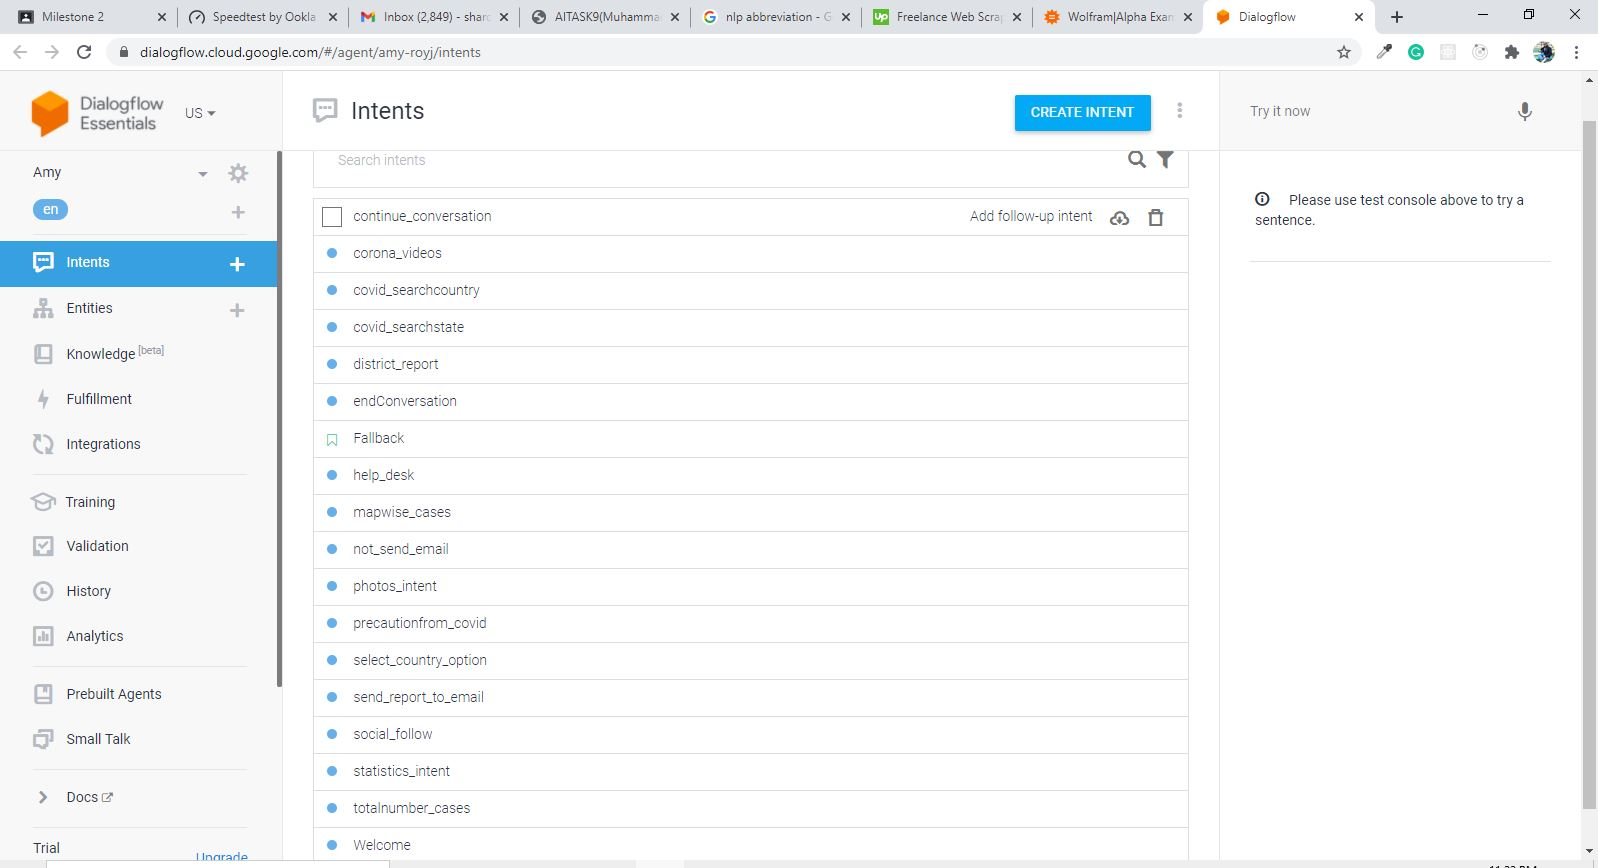 Milestone 2
Speedtest by Ookla
Inbox (2,849) - shar
AITASK9(Muhamma
nlp abbreviation - G
Up
Freelance Web Scra
Wolfram|Alpha Exan
Dialogflow
dialogflow.cloud.google.com/#/agent/amy-royj/intents
Dialogflow
Essentials
US
Intents
CREATE INTENT
Try it now
Amy
en
Intents
Entities
Knowledge [beta]
Fulfillment
Integrations
Training
Validation
History
Analytics
Prebuilt Agents
Small Talk
Docs
Trial
Upgrade
Search intents
continue_conversation
Add follow-up intent
corona_videos
covid_searchcountry
covid_searchstate
district_report
endConversation
Fallback
help_desk
mapwise_cases
not_send_email
photos_intent
precautionfrom_covid
select_country_option
send_report_to_email
social_follow
statistics_intent
totalnumber_cases
Welcome
Please use test console above to try a
sentence.